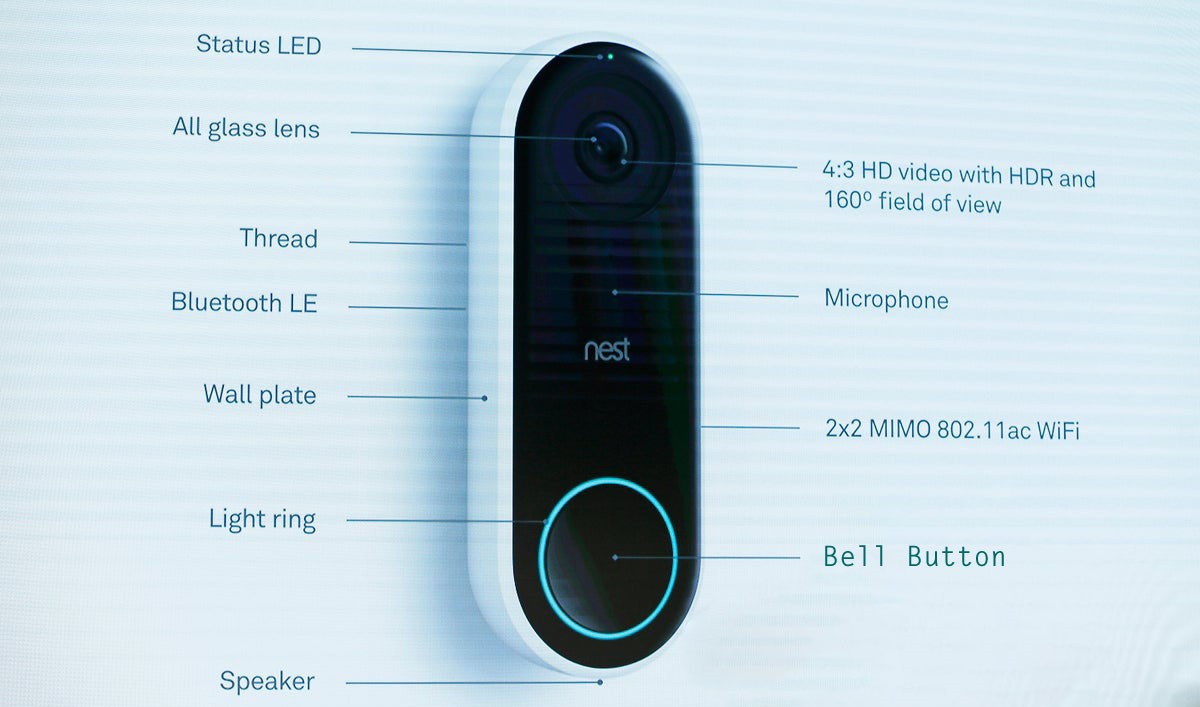 Status LED
All glass lens
4:3 HD video with HDR and
160º field of view
Thread
Bluetooth LE
Microphone
nest
Wall plate
2x2 MIMO 802.11ac WiFi
Light ring
Bell Button
Speaker